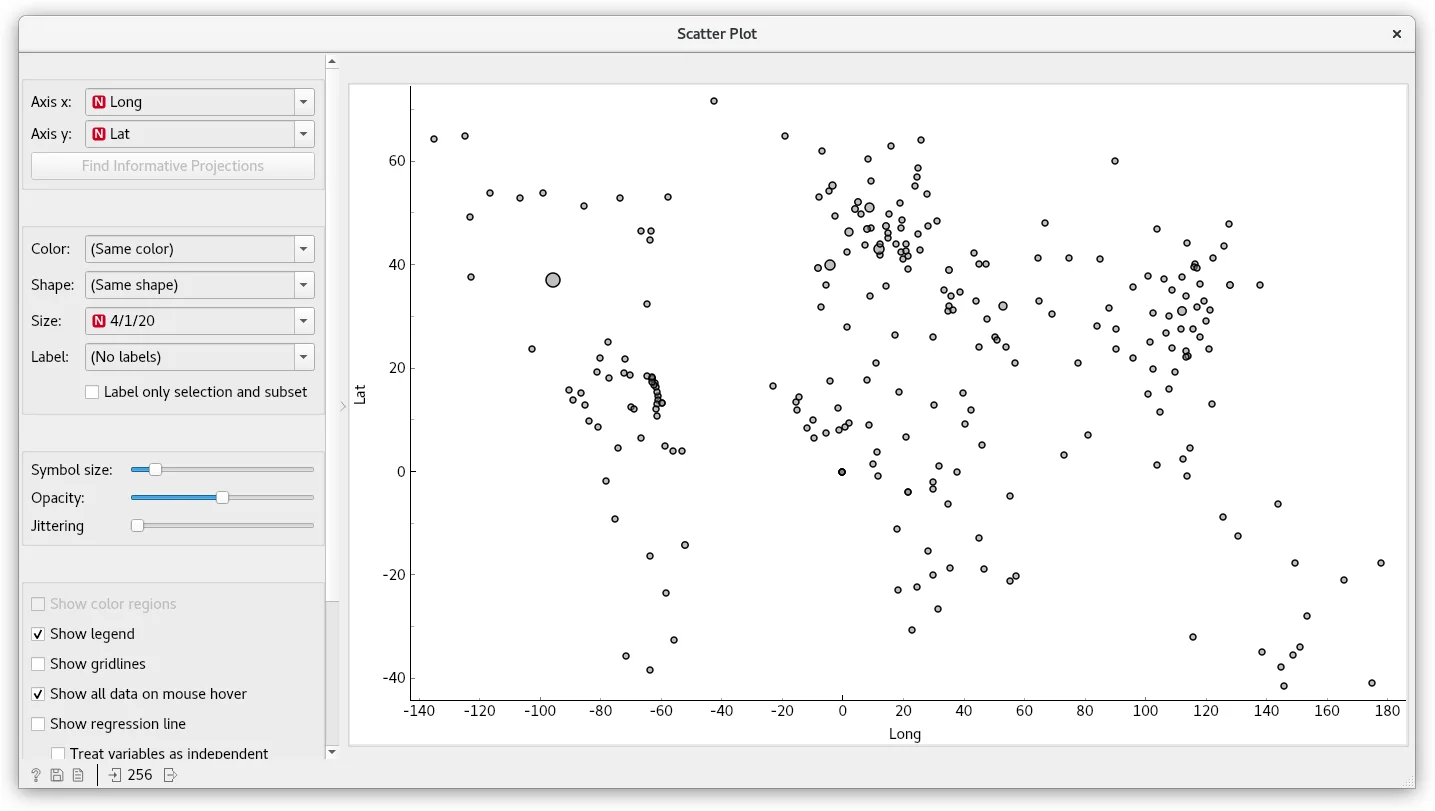 Scatter Plot ×
Axis x: N Long
Axis y: N Lat
Find Informative Projections
Color: (Same color)
Shape: (Same shape)
Size: N 4/1/20
Label: (No labels)
Label only selection and subset
Symbol size:
Opacity:
Jittering
Show color regions
Show legend
Show gridlines
Show all data on mouse hover
Show regression line
Treat variables as independent
? 256
60
40
20
0
-20
-40
Lat
-140 -120 -100 -80 -60 -40 -20 0 20 40 60 80 100 120 140 160 180
Long